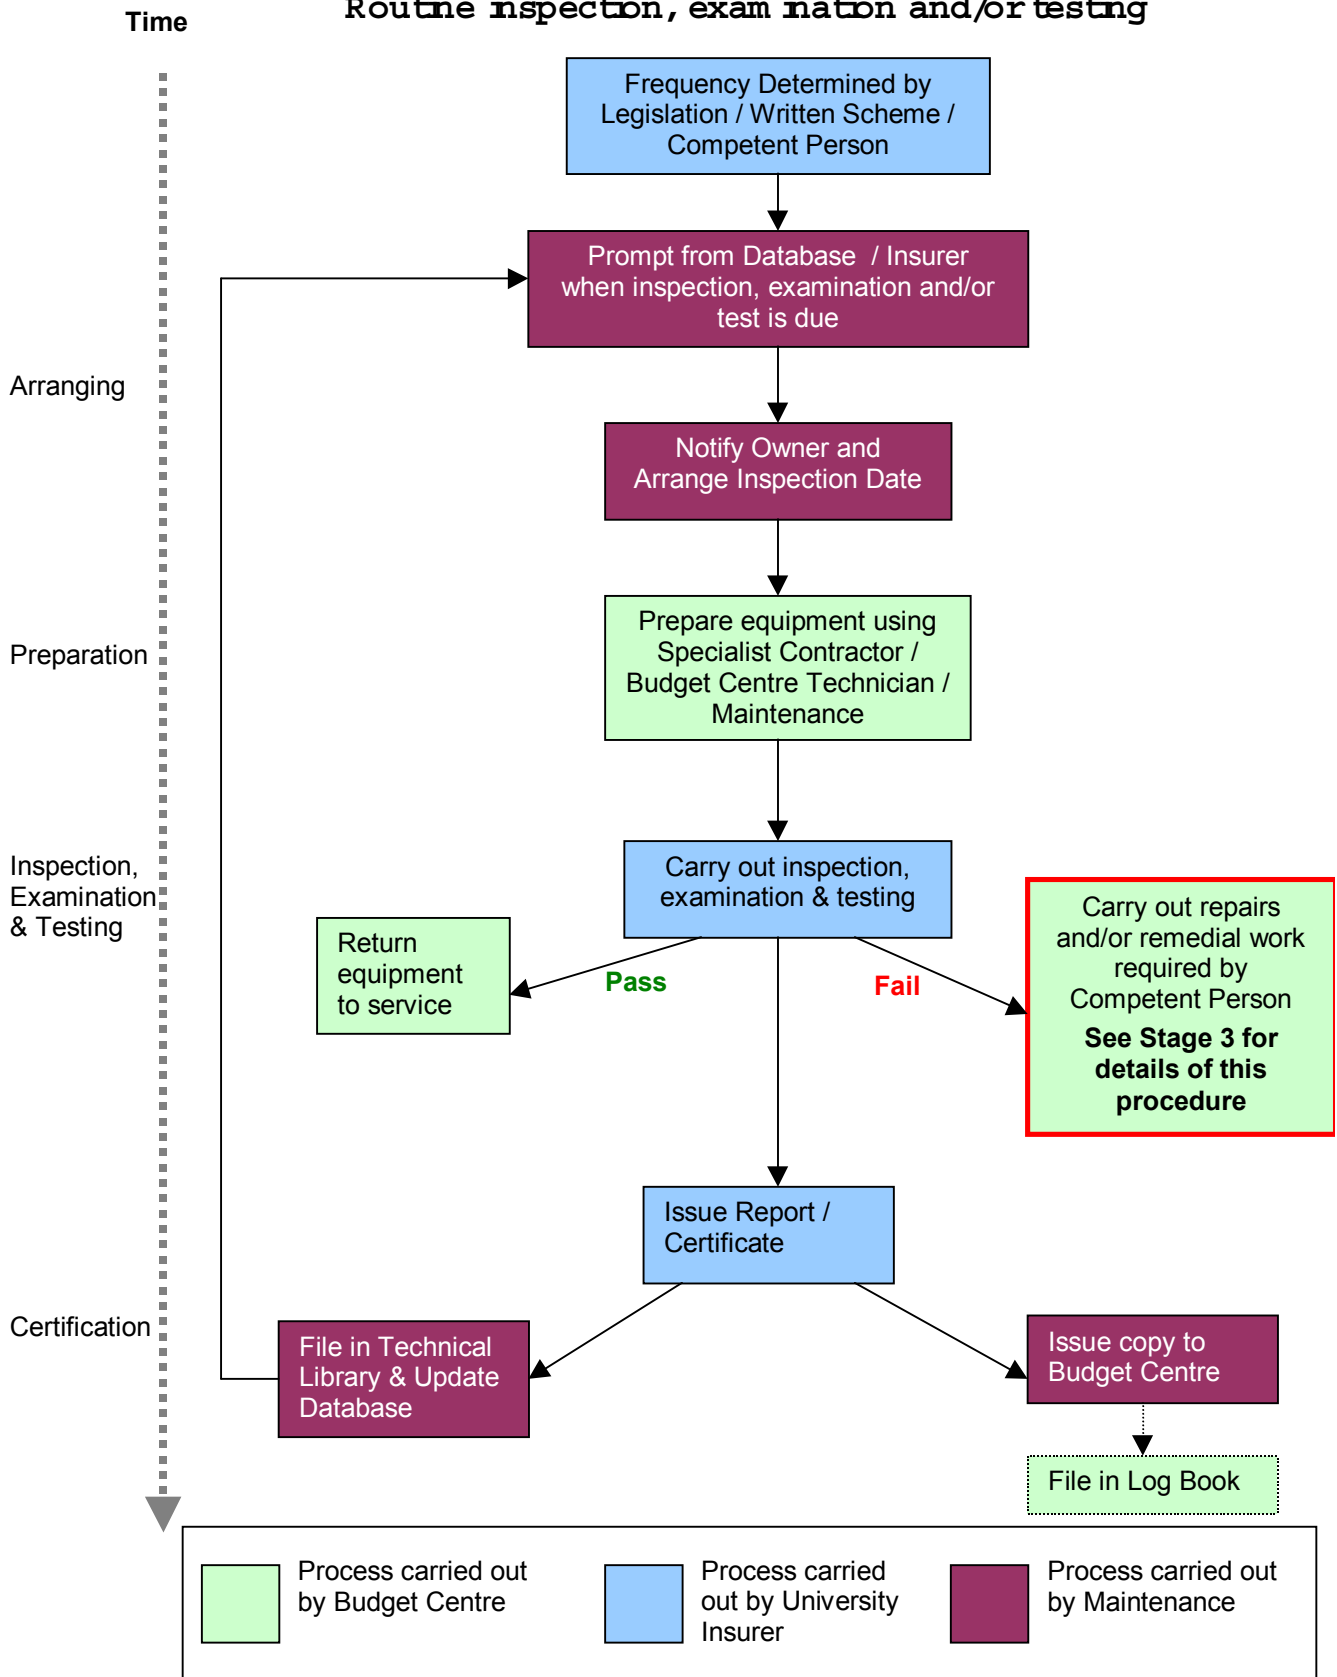 Routine inspection, examination and/or testing
Time
Frequency Determined by
Legislation / Written Scheme /
Competent Person
Prompt from Database / Insurer
when inspection, examination and/or
test is due
Arranging
Notify Owner and
Arrange Inspection Date
Preparation
Prepare equipment using
Specialist Contractor /
Budget Centre Technician /
Maintenance
Inspection,
Examination
& Testing
Carry out inspection,
examination & testing
Return
equipment
to service
Pass
Fail
Carry out repairs
and/or remedial work
required by
Competent Person
See Stage 3 for
details of this
procedure
Issue Report /
Certificate
Certification
File in Technical
Library & Update
Database
Issue copy to
Budget Centre
File in Log Book
Process carried out
by Budget Centre
Process carried
out by University
Insurer
Process carried out
by Maintenance